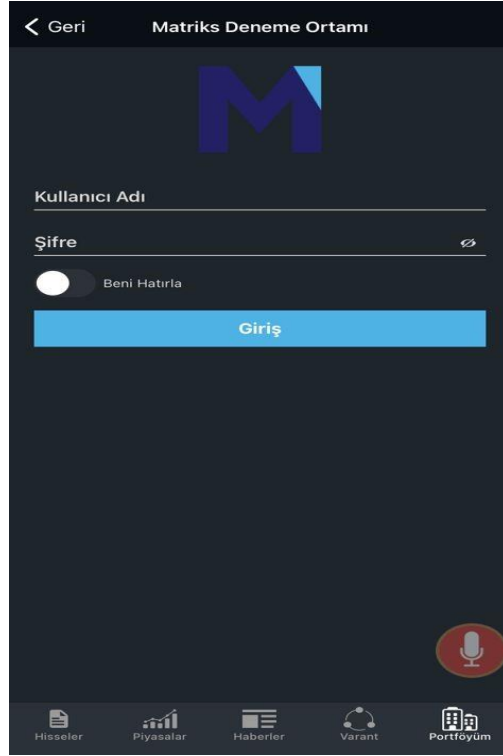 Geri Matriks Deneme Ortamı
Kullanıcı Adı
Şifre
Beni Hatırla
Giriş
Hisseler Piyasalar Haberler Varant Portföyüm